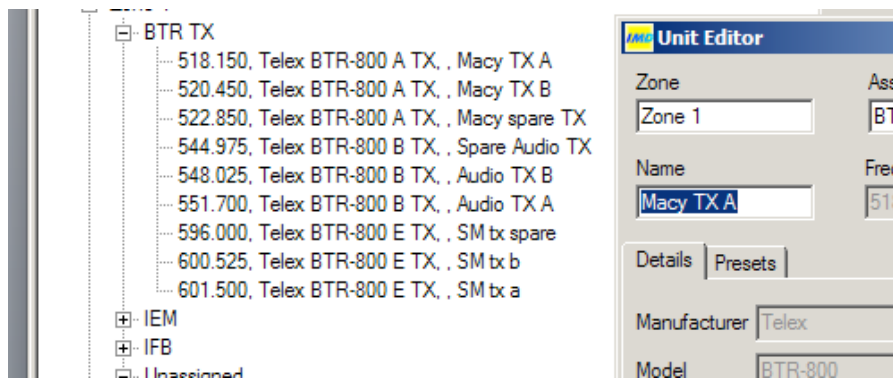 BTR TX
518.150, Telex BTR-800 A TX, , Macy TX A
520.450, Telex BTR-800 A TX, , Macy TX B
522.850, Telex BTR-800 A TX, , Macy spare TX
544.975, Telex BTR-800 B TX, , Spare Audio TX
548.025, Telex BTR-800 B TX, , Audio TX B
551.700, Telex BTR-800 B TX, , Audio TX A
596.000, Telex BTR-800 E TX, , SM tx spare
600.525, Telex BTR-800 E TX, , SM tx b
601.500, Telex BTR-800 E TX, , SM tx a
IEM
IFB
Unassigned
IMD Unit Editor
Zone
Zone 1
Name
Macy TX A
Details Presets
Manufacturer Telex
Model BTR-800